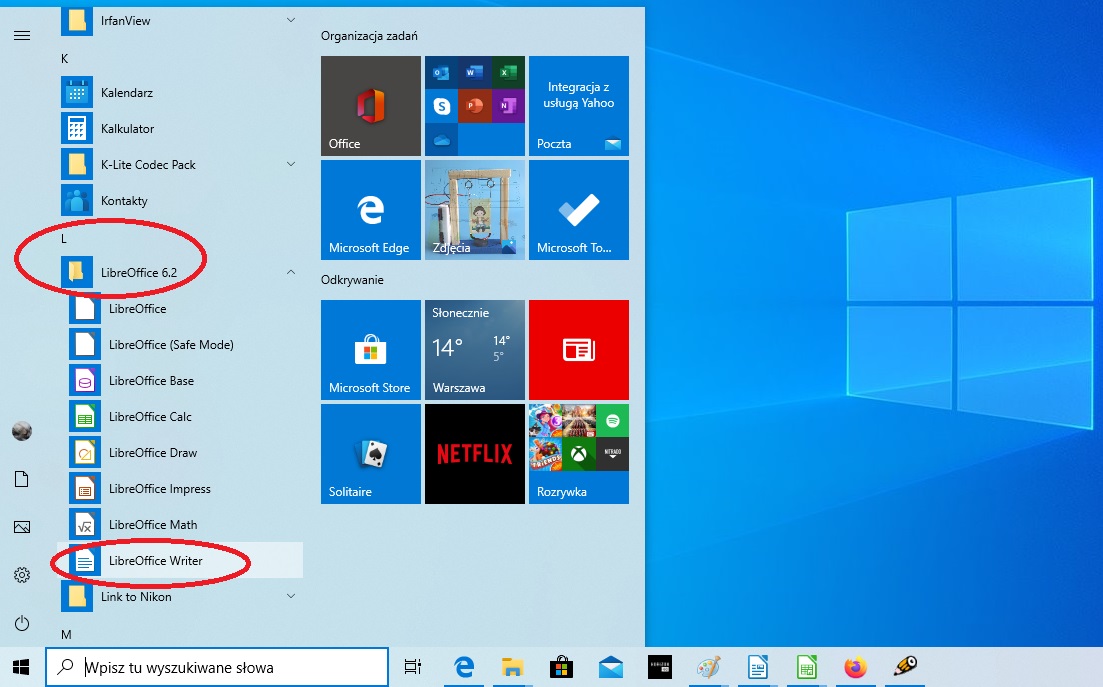 IrfanView
K
Kalendarz
Kalkulator
K-Lite Codec Pack
Kontakty
L
LibreOffice 6.2
LibreOffice
LibreOffice (Safe Mode)
LibreOffice Base
LibreOffice Calc
LibreOffice Draw
LibreOffice Impress
LibreOffice Math
LibreOffice Writer
Link to Nikon
M
Organizacja zadań
Office
Integracja z
usługą Yahoo
Poczta
Microsoft Edge
Zdjęcia
Microsoft To...
Odkrywanie
Microsoft Store
Słonecznie
14°
14°
5°
Warszawa
Solitaire
NETFLIX
FRIENDS
NITRADO
Rozrywka
Wpisz tu wyszukiwane słowa